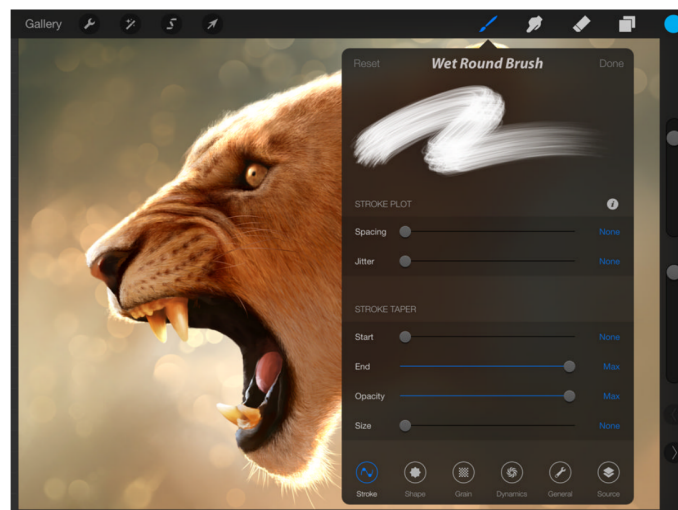 Gallery
Reset Wet Round Brush Done
STROKE PLOT
Spacing None
Jitter None
STROKE TAPER
Start None
End Max
Opacity Max
Size None
Stroke Shape Grain Dynamics General Source